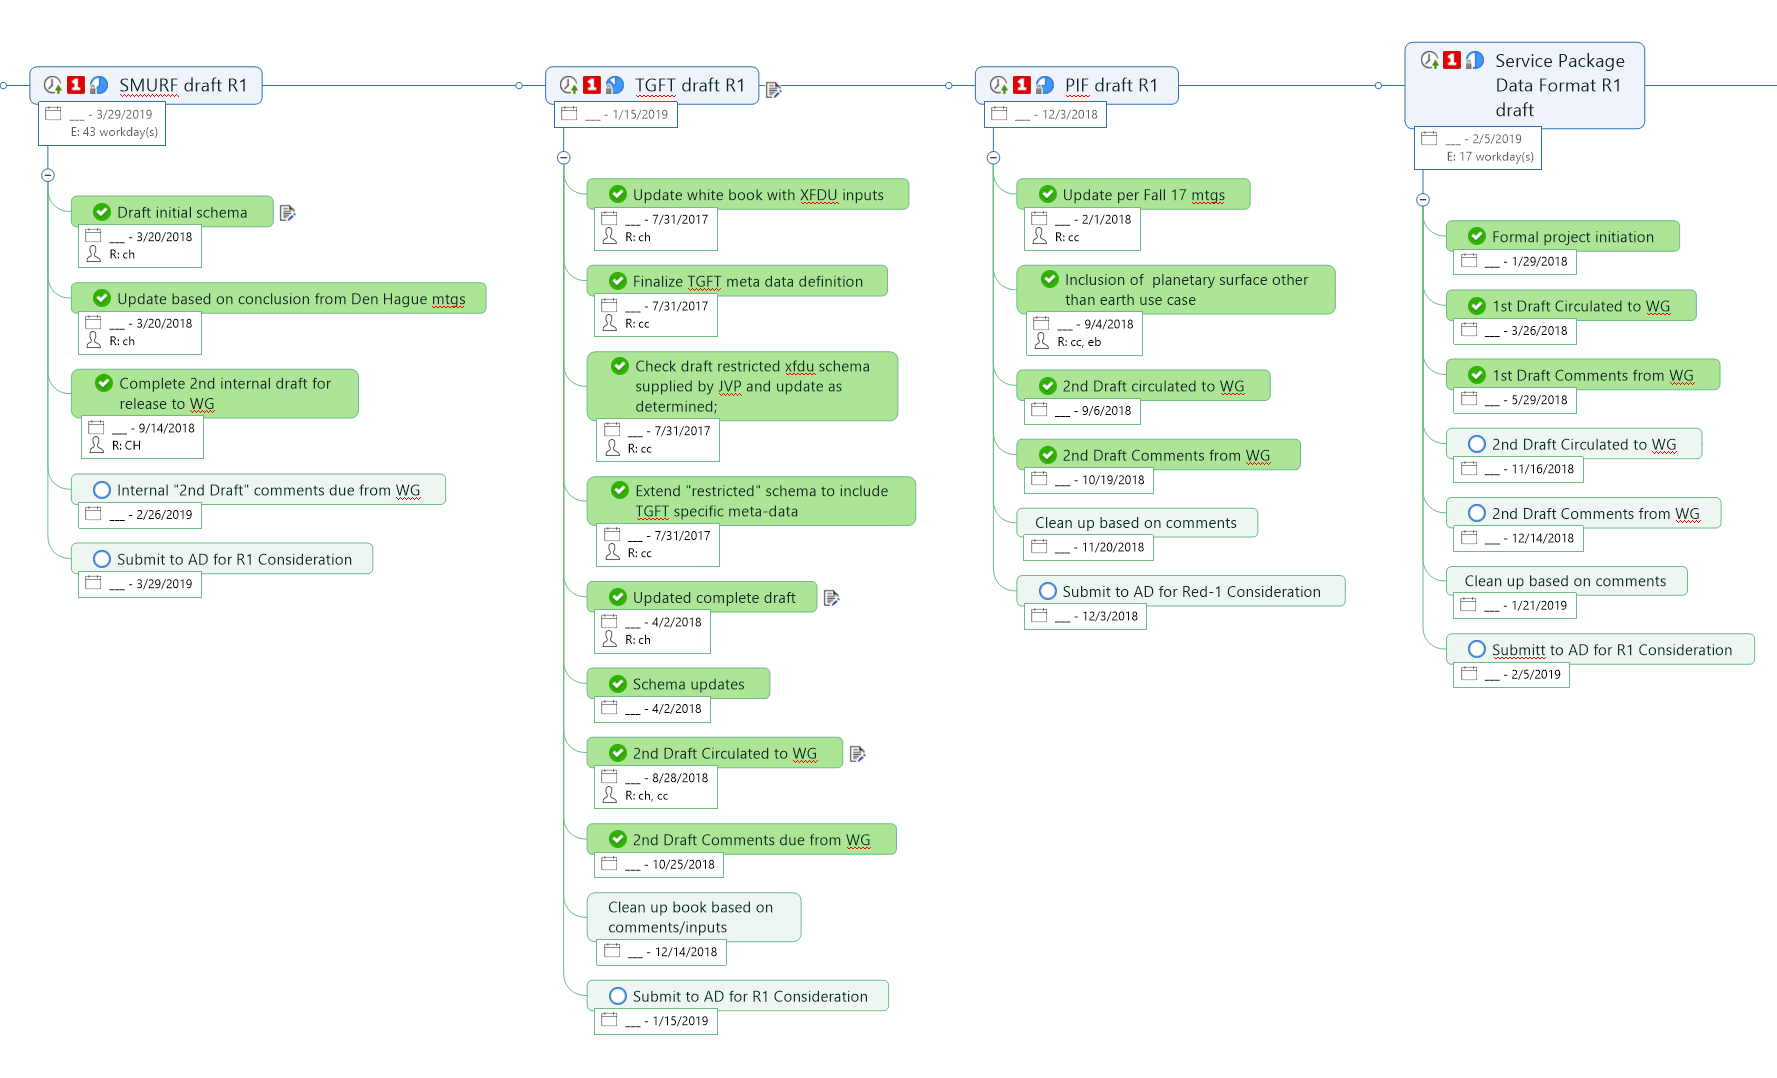 1 SMURF draft R1
___ - 3/29/2019
E: 43 workday(s)
Draft initial schema
___ - 3/20/2018
R: ch
Update based on conclusion from Den Hague mtgs
___ - 3/20/2018
R: ch
Complete 2nd internal draft for
release to WG
___ - 9/14/2018
R: CH
Internal "2nd Draft" comments due from WG
___ - 2/26/2019
Submit to AD for R1 Consideration
___ - 3/29/2019
1 TGFT draft R1
___ - 1/15/2019
Update white book with XFDU inputs
___ - 7/31/2017
R: ch
Finalize TGFT meta data definition
___ - 7/31/2017
R: cc
Check draft restricted xfdu schema
supplied by JVP and update as
determined;
___ - 7/31/2017
R: cc
Extend "restricted" schema to include
TGFT specific meta-data
___ - 7/31/2017
R: cc
Updated complete draft
___ - 4/2/2018
R: ch
Schema updates
___ - 4/2/2018
2nd Draft Circulated to WG
___ - 8/28/2018
R: ch, cc
2nd Draft Comments due from WG
___ - 10/25/2018
Clean up book based on
comments/inputs
___ - 12/14/2018
Submit to AD for R1 Consideration
___ - 1/15/2019
1 PIF draft R1
___ - 12/3/2018
Update per Fall 17 mtgs
___ - 2/1/2018
R: cc
Inclusion of  planetary surface other
than earth use case
___ - 9/4/2018
R: cc, eb
2nd Draft circulated to WG
___ - 9/6/2018
2nd Draft Comments from WG
___ - 10/19/2018
Clean up based on comments
___ - 11/20/2018
Submit to AD for Red-1 Consideration
___ - 12/3/2018
1 Service Package
Data Format R1
draft
___ - 2/5/2019
E: 17 workday(s)
Formal project initiation
___ - 1/29/2018
1st Draft Circulated to WG
___ - 3/26/2018
1st Draft Comments from WG
___ - 5/29/2018
2nd Draft Circulated to WG
___ - 11/16/2018
2nd Draft Comments from WG
___ - 12/14/2018
Clean up based on comments
___ - 1/21/2019
Submitt to AD for R1 Consideration
___ - 2/5/2019